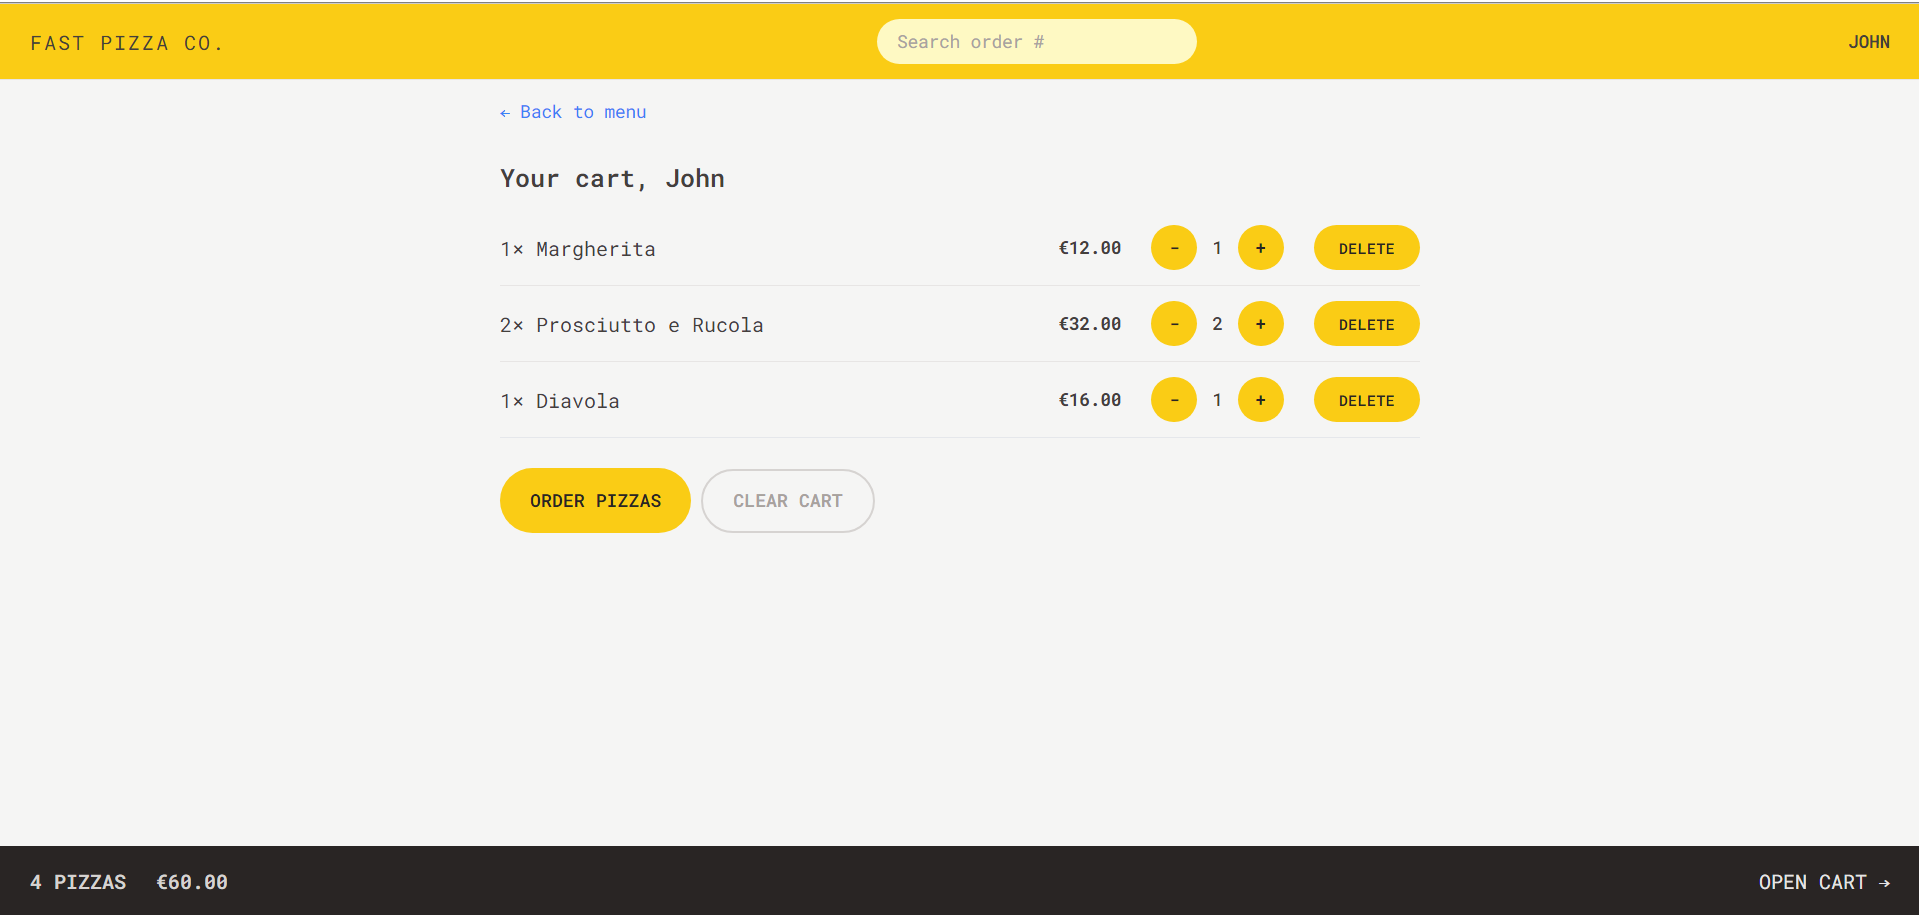 FAST PIZZA CO. Search order # JOHN
← Back to menu
Your cart, John
1× Margherita €12.00 - 1 + DELETE
2× Prosciutto e Rucola €32.00 - 2 + DELETE
1× Diavola €16.00 - 1 + DELETE
ORDER PIZZAS CLEAR CART
4 PIZZAS €60.00 OPEN CART →